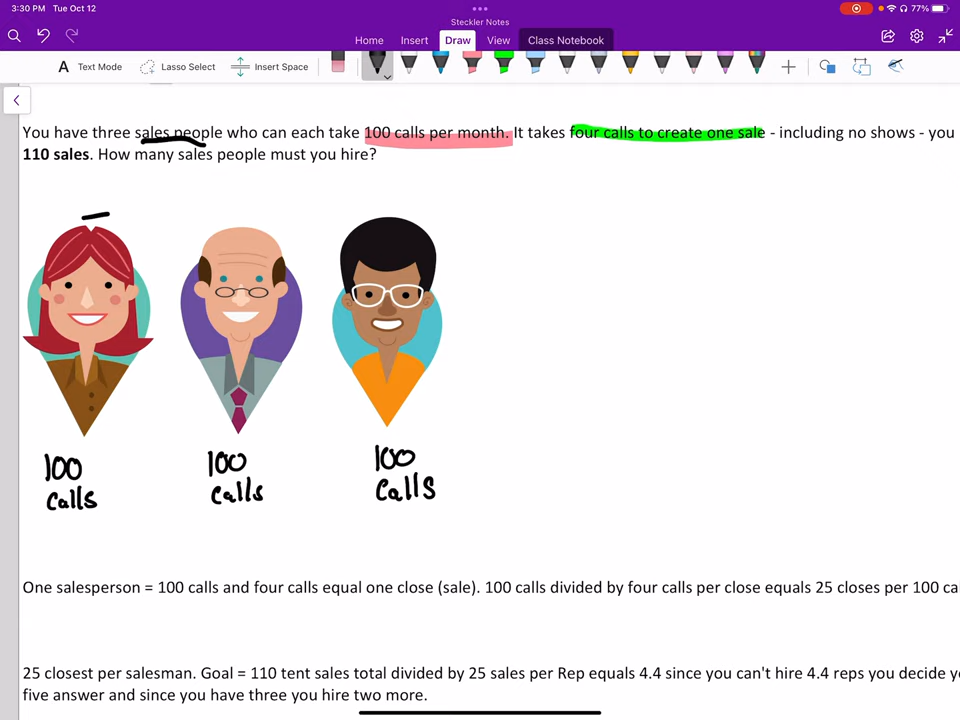 3:30 PM Tue Oct 12
77%
Steckler Notes
Home Insert Draw View Class Notebook
A Text Mode Lasso Select Insert Space
You have three sales people who can each take 100 calls per month. It takes four calls to create one sale - including no shows - you
110 sales. How many sales people must you hire?
100 100 100
calls calls calls
One salesperson = 100 calls and four calls equal one close (sale). 100 calls divided by four calls per close equals 25 closes per 100 ca
25 closest per salesman. Goal = 110 tent sales total divided by 25 sales per Rep equals 4.4 since you can't hire 4.4 reps you decide y
five answer and since you have three you hire two more.